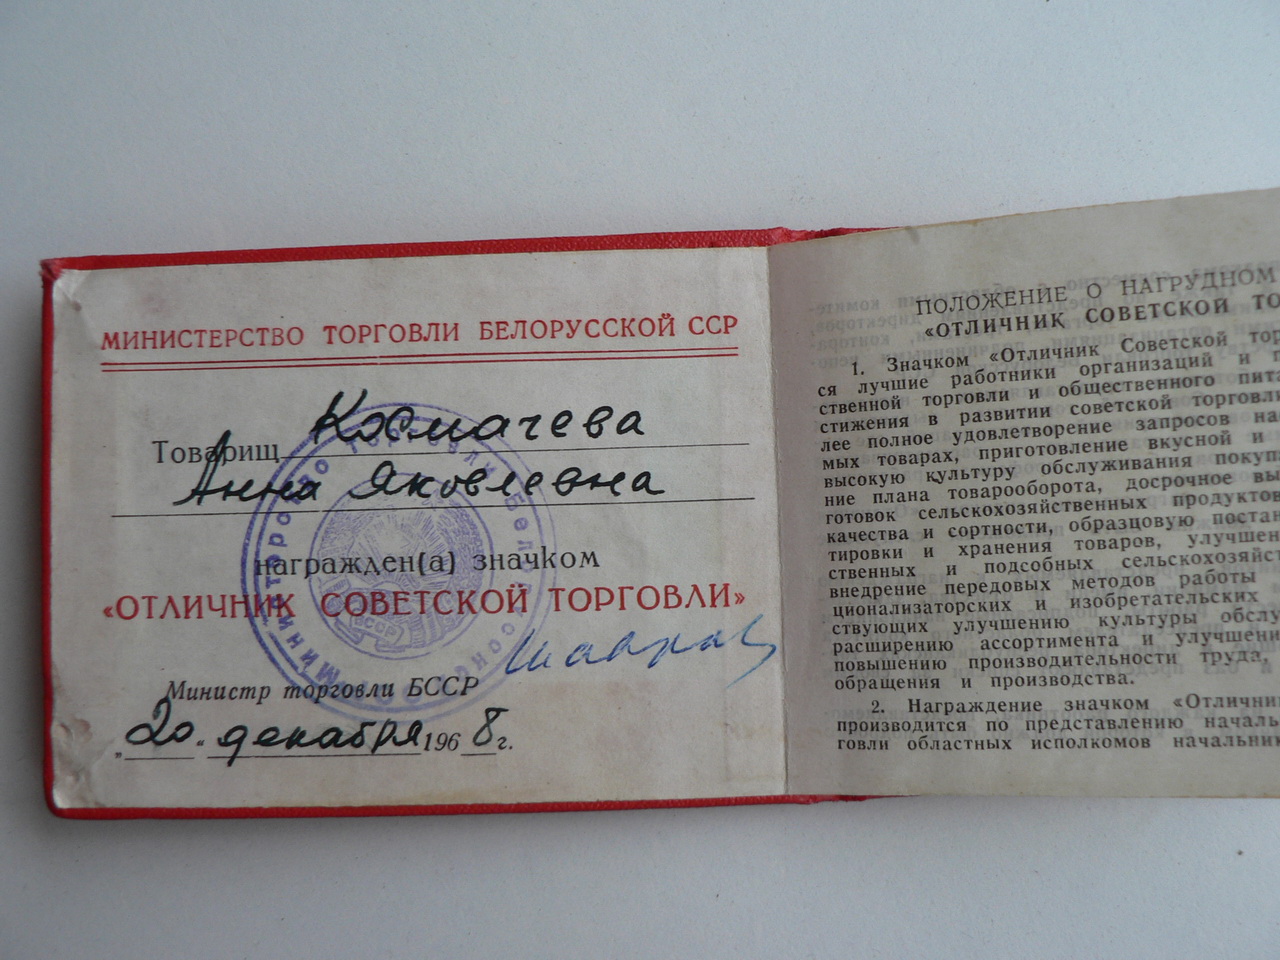 МИНИСТЕРСТВО ТОРГОВЛИ БЕЛОРУССКОЙ ССР
Товарищ Космачева
Анна Яковлевна
награжден(а) значком
«ОТЛИЧНИК СОВЕТСКОЙ ТОРГОВЛИ»
Министр торговли БССР
„20“ декабря 1968 г.
ПОЛОЖЕНИЕ О НАГРУДНОМ
«ОТЛИЧНИК СОВЕТСКОЙ ТО
1. Значком «Отличник Советской тор
ся лучшие работники организаций и п
ственной торговли и общественного пита
стижения в развитии советской торговли
лее полное удовлетворение запросов на
мых товарах, приготовление вкусной и
высокую культуру обслуживания покупа
ние плана товарооборота, досрочное вы
готовок сельскохозяйственных продуктов
качества и сортности, образцовую постан
тировки и хранения товаров, улучшен
ственных и подсобных сельскохозяйст
внедрение передовых методов работы
ционализаторских и изобретательских
ствующих улучшению культуры обслу
расширению ассортимента и улучшени
повышению производительности труда,
обращения и производства.
2. Награждение значком «Отличник
производится по представлению началь
говли областных исполкомов начальник